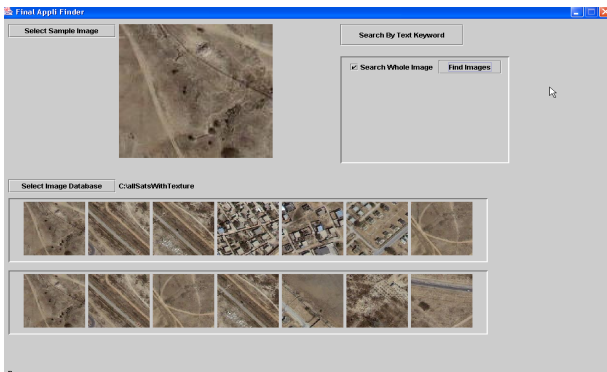 Final Appli Finder
Select Sample Image
Search By Text Keyword
Search Whole Image
Find Images
Select Image Database
C:\allSatsWithTexture